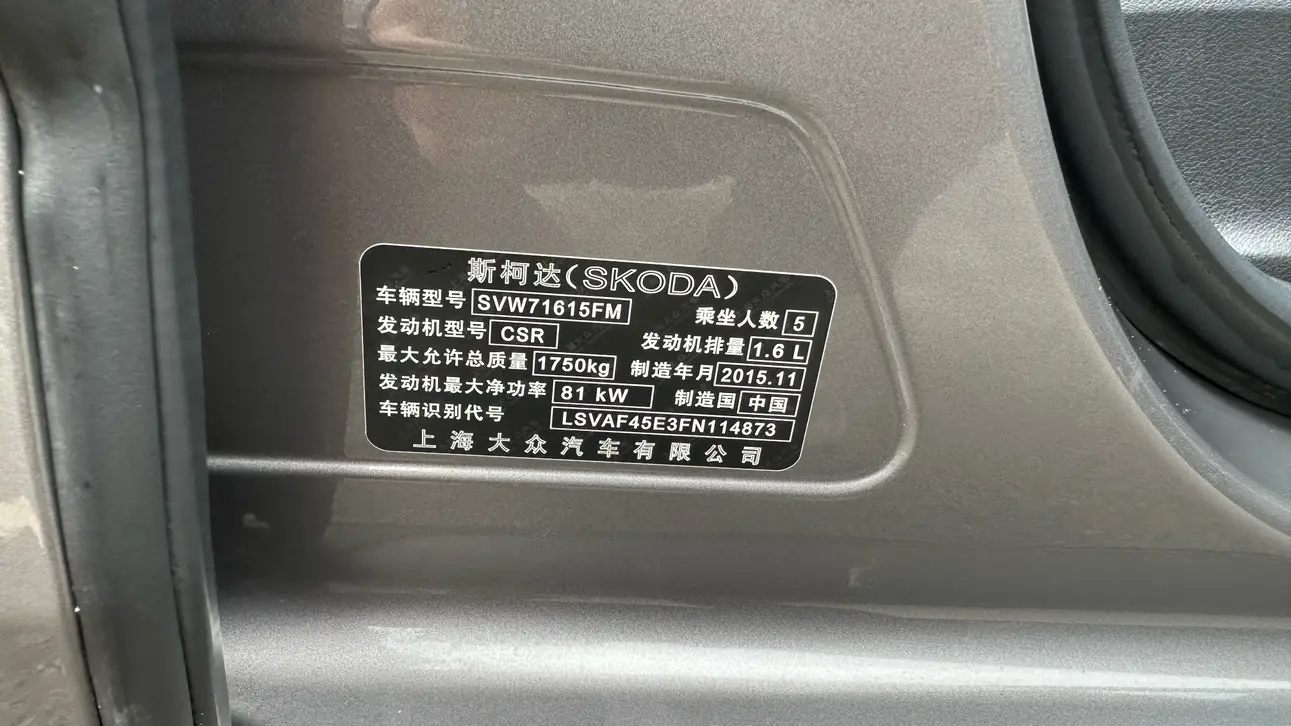 斯柯达(SKODA)
车辆型号 SVW71615FM 乘坐人数 5
发动机型号 CSR 发动机排量 1.6 L
最大允许总质量 1750kg 制造年月 2015.11
发动机最大净功率 81 kW 制造国 中国
车辆识别代号 LSVAF45E3FN114873
上海大众汽车有限公司